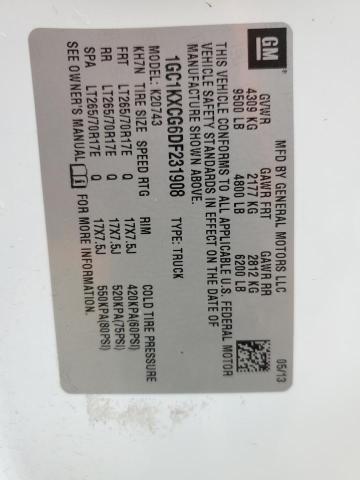 GM
MFD BY GENERAL MOTORS LLC 05/13
GVWR GAWR FRT GAWR RR
4309 KG 2177 KG 2812 KG
9500 LB 4800 LB 6200 LB
THIS VEHICLE CONFORMS TO ALL APPLICABLE U.S. FEDERAL MOTOR
VEHICLE SAFETY STANDARDS IN EFFECT ON THE DATE OF
MANUFACTURE SHOWN ABOVE.
1GC1KXCG6DF231908 TYPE: TRUCK
MODEL: K20743
KH7N TIRE SIZE SPEED RTG RIM COLD TIRE PRESSURE
FRT LT265/70R17E Q 17X7.5J 420KPA(60PSI)
RR LT265/70R17E Q 17X7.5J 520KPA(75PSI)
SPA LT265/70R17E Q 17X7.5J 550KPA(80PSI)
SEE OWNER'S MANUAL FOR MORE INFORMATION.